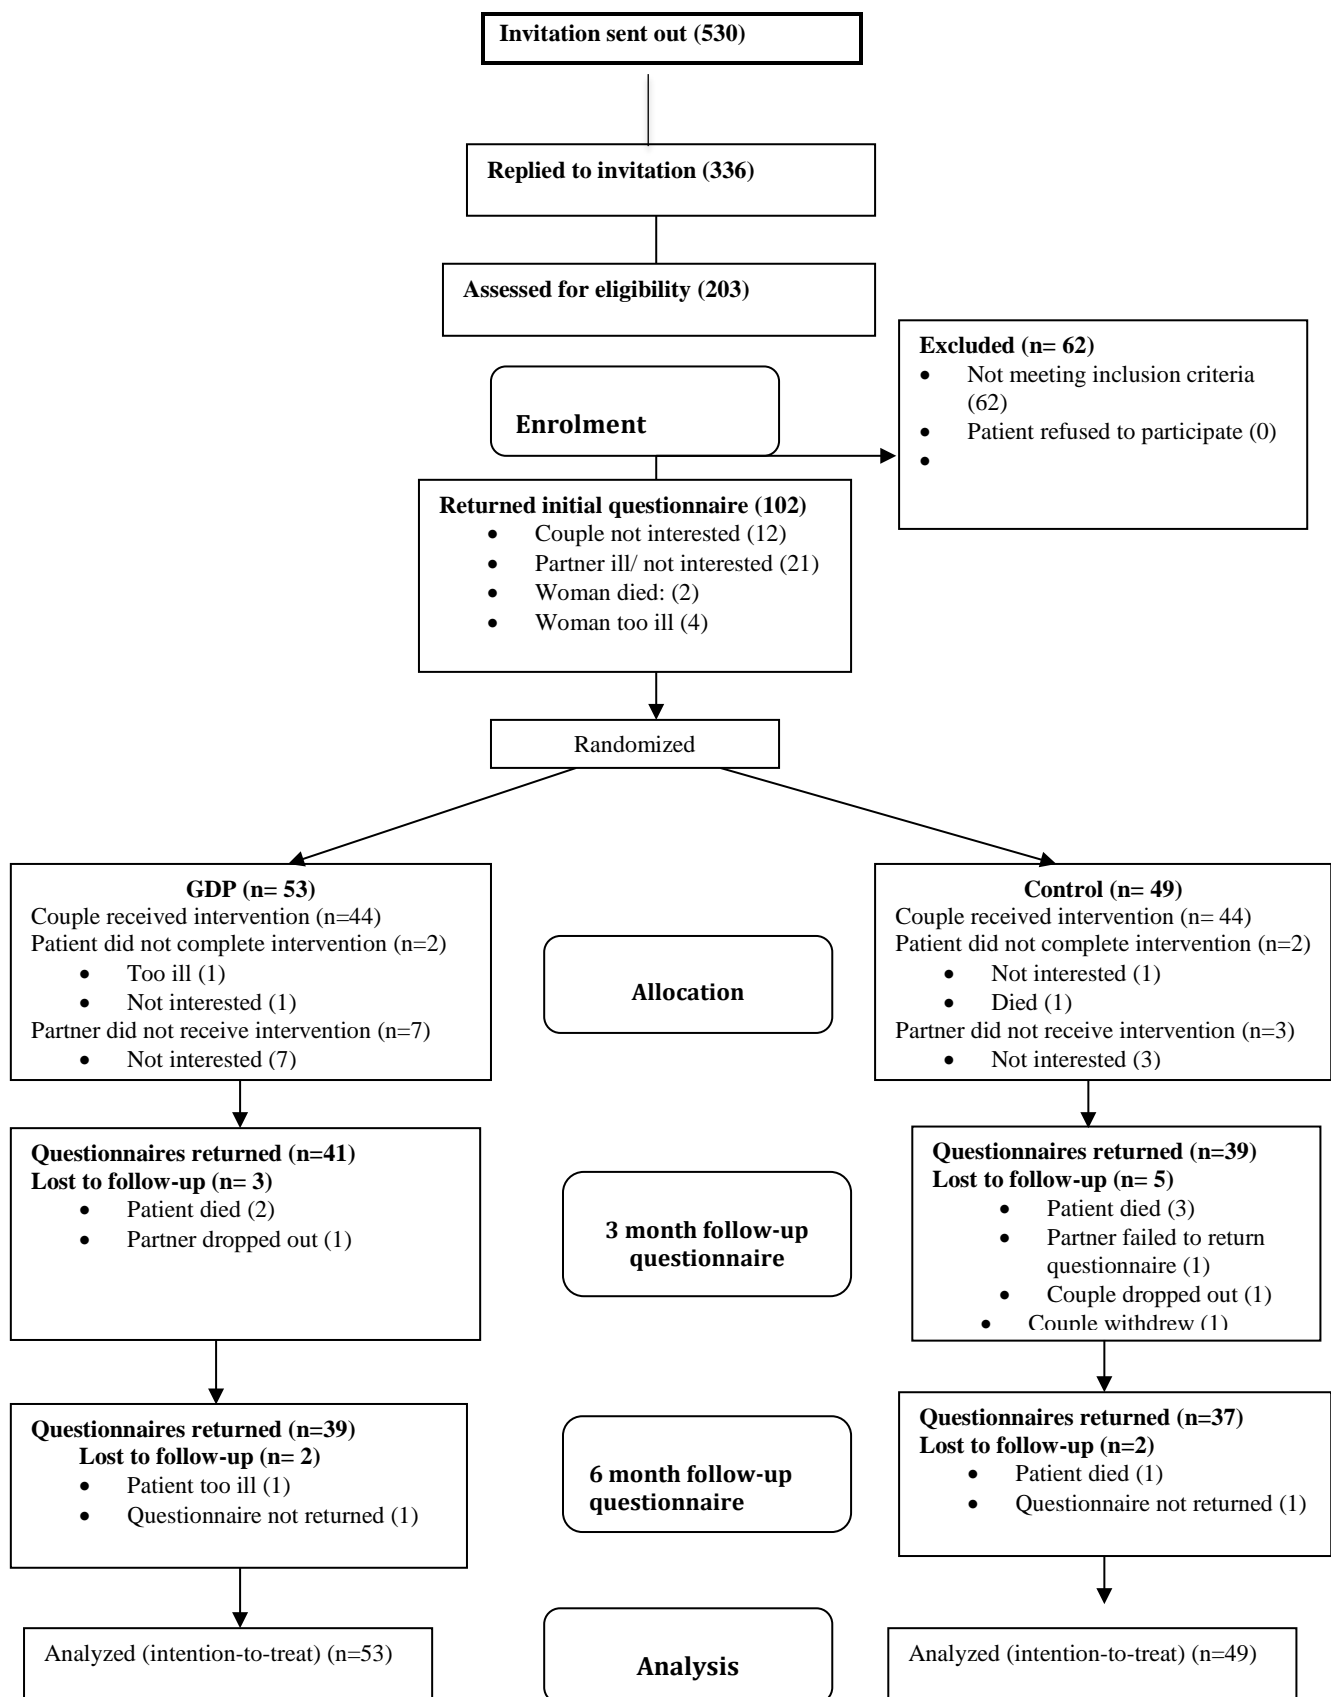 Invitation sent out (530)
Replied to invitation (336)
Assessed for eligibility (203)
Excluded (n= 62)
• Not meeting inclusion criteria
(62)
• Patient refused to participate (0)
•
Enrolment
Returned initial questionnaire (102)
• Couple not interested (12)
• Partner ill/ not interested (21)
• Woman died: (2)
• Woman too ill (4)
Randomized
GDP (n= 53)
Couple received intervention (n=44)
Patient did not complete intervention (n=2)
• Too ill (1)
• Not interested (1)
Partner did not receive intervention (n=7)
• Not interested (7)
Allocation
Control (n= 49)
Couple received intervention (n= 44)
Patient did not complete intervention (n=2)
• Not interested (1)
• Died (1)
Partner did not receive intervention (n=3)
• Not interested (3)
Questionnaires returned (n=41)
Lost to follow-up (n= 3)
• Patient died (2)
• Partner dropped out (1)
3 month follow-up
questionnaire
Questionnaires returned (n=39)
Lost to follow-up (n= 5)
• Patient died (3)
• Partner failed to return
questionnaire (1)
• Couple dropped out (1)
• Couple withdrew (1)
Questionnaires returned (n=39)
Lost to follow-up (n= 2)
• Patient too ill (1)
• Questionnaire not returned (1)
6 month follow-up
questionnaire
Questionnaires returned (n=37)
Lost to follow-up (n=2)
• Patient died (1)
• Questionnaire not returned (1)
Analyzed (intention-to-treat) (n=53)
Analysis
Analyzed (intention-to-treat) (n=49)